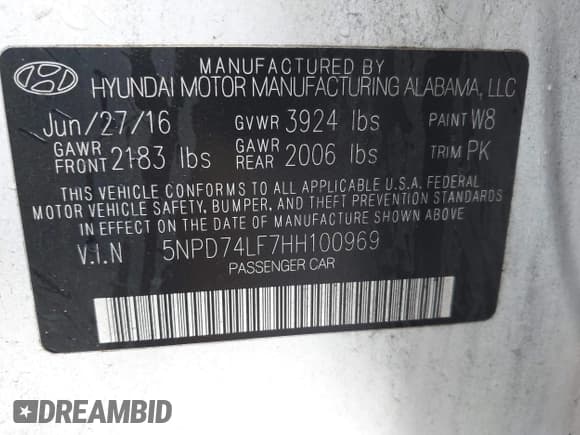 MANUFACTURED BY
HYUNDAI MOTOR MANUFACTURING ALABAMA, LLC
Jun/27/16 GVWR 3924 lbs PAINT W8
GAWR FRONT 2183 lbs GAWR REAR 2006 lbs TRIM PK
THIS VEHICLE CONFORMS TO ALL APPLICABLE U.S.A. FEDERAL
MOTOR VEHICLE SAFETY, BUMPER, AND THEFT PREVENTION STANDARDS
IN EFFECT ON THE DATE OF MANUFACTURE SHOWN ABOVE.
V.I.N 5NPD74LF7HH100969
PASSENGER CAR
DREAMBID